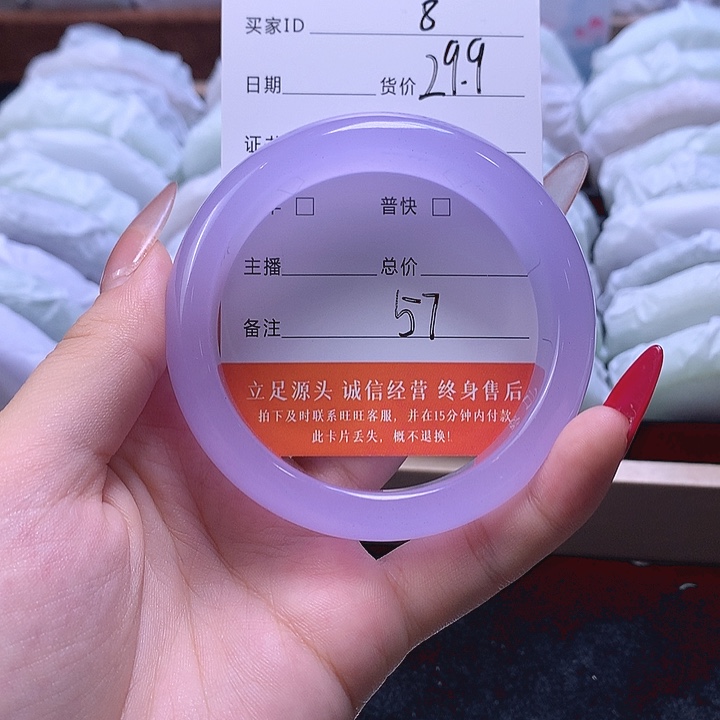 买家ID 8
日期 货价 29.9
普快
主播 总价
备注 57
立足源头 诚信经营 终身售后
拍下及时联系旺旺客服，并在15分钟内付款
此卡片丢失，概不退换！